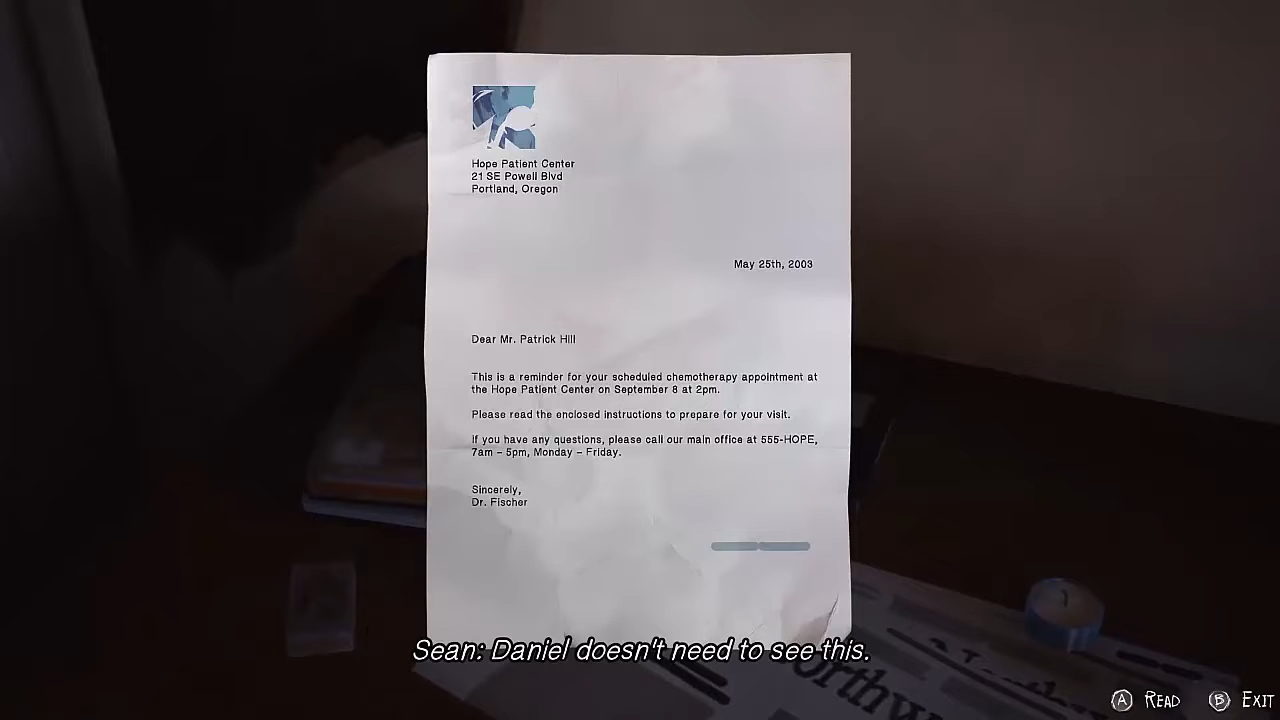 Hope Patient Center
21 SE Powell Blvd
Portland, Oregon
May 25th, 2003
Dear Mr. Patrick Hill
This is a reminder for your scheduled chemotherapy appointment at
the Hope Patient Center on September 8 at 2pm.
Please read the enclosed instructions to prepare for your visit.
If you have any questions, please call our main office at 555-HOPE,
7am – 5pm, Monday – Friday.
Sincerely,
Dr. Fischer
Sean: Daniel doesn't need to see this.
A READ B EXIT